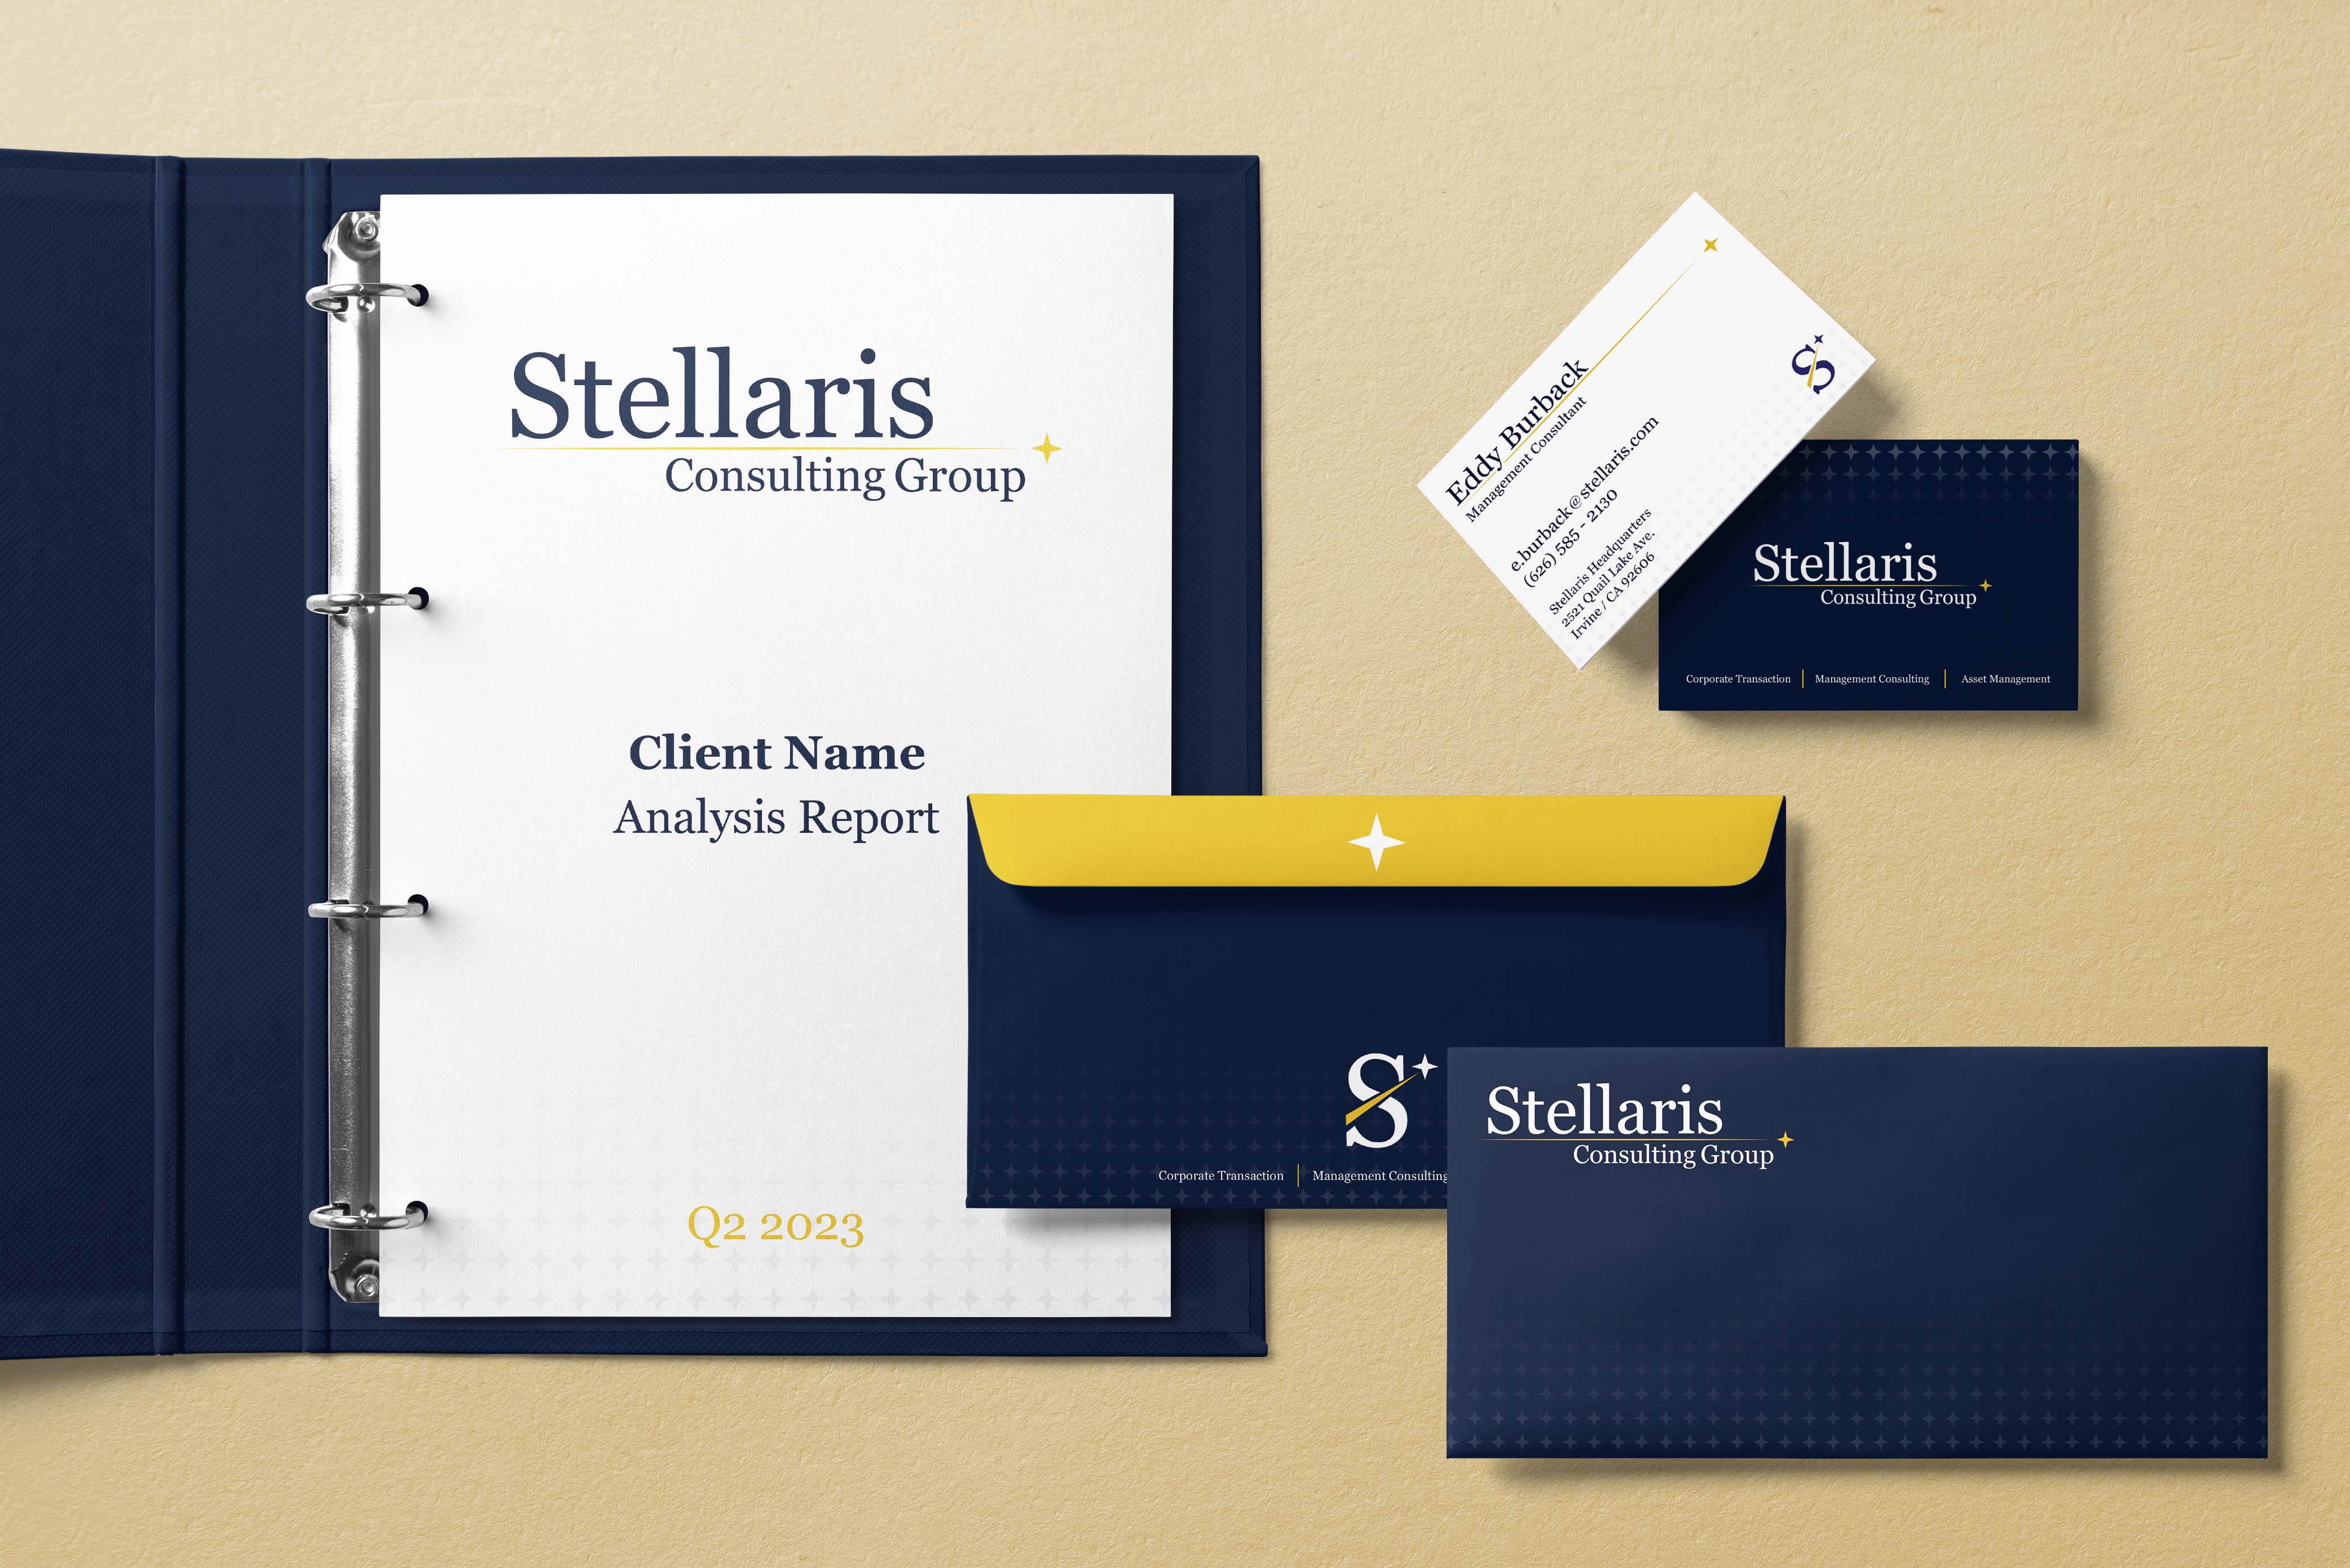 Stellaris
Consulting Group
Client Name
Analysis Report
Q2 2023
Eddy Burback
Management Consultant
e.burback@stellaris.com
(626) 585 - 2130
Stellaris Headquarters
2521 Quail Lake Ave.
Irvine / CA 92606
S
Stellaris
Consulting Group
Corporate Transaction | Management Consulting | Asset Management
S
Corporate Transaction | Management Consulting
Stellaris
Consulting Group